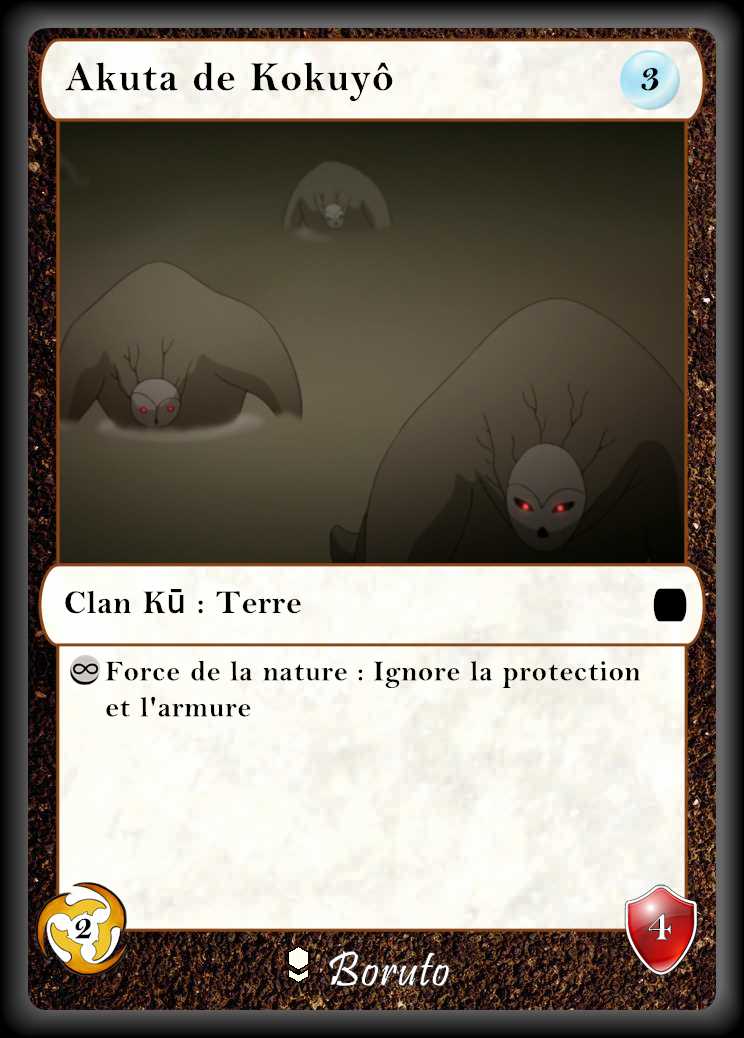 Akuta de Kokuyô
3
Clan Kū : Terre
∞ Force de la nature : Ignore la protection
et l'armure
2
4
Boruto